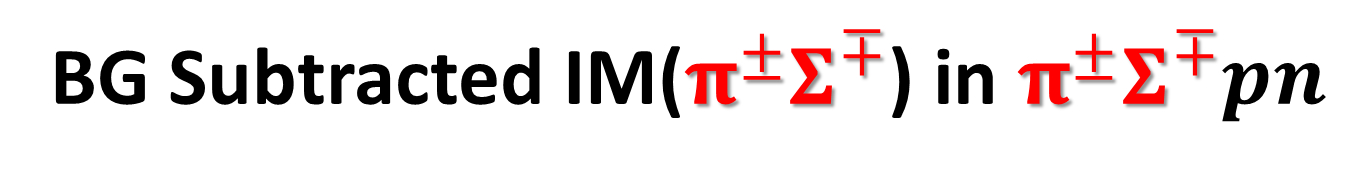 BG Subtracted IM(π±Σ∓) in π±Σ∓pn